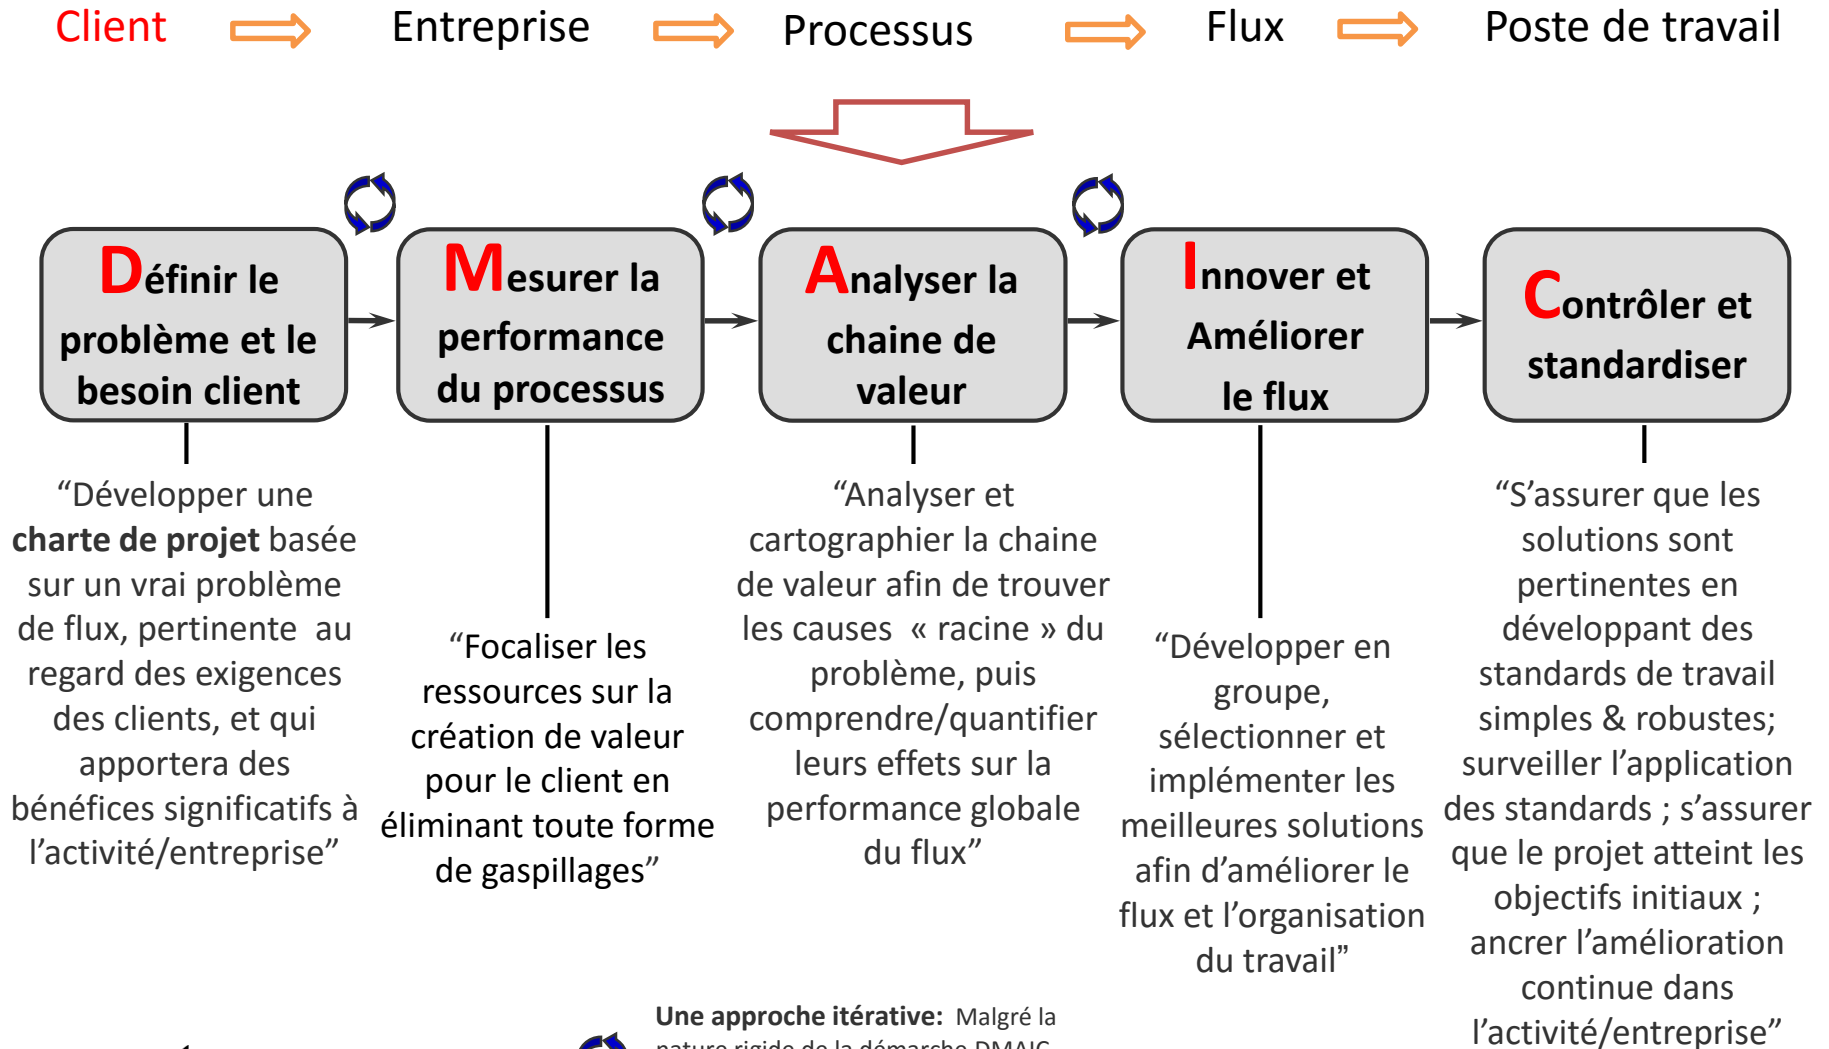 Client Entreprise Processus Flux Poste de travail
Définir le
problème et le
besoin client
Mesurer la
performance
du processus
Analyser la
chaine de
valeur
Innover et
Améliorer
le flux
Contrôler et
standardiser
“Développer une
charte de projet basée
sur un vrai problème
de flux, pertinente au
regard des exigences
des clients, et qui
apportera des
bénéfices significatifs à
l’activité/entreprise”
“Focaliser les
ressources sur la
création de valeur
pour le client en
éliminant toute forme
de gaspillages”
“Analyser et
cartographier la chaine
de valeur afin de trouver
les causes « racine » du
problème, puis
comprendre/quantifier
leurs effets sur la
performance globale
du flux”
“Développer en
groupe,
sélectionner et
implémenter les
meilleures solutions
afin d’améliorer le
flux et l’organisation
du travail”
“S’assurer que les
solutions sont
pertinentes en
développant des
standards de travail
simples & robustes;
surveiller l’application
des standards ; s’assurer
que le projet atteint les
objectifs initiaux ;
ancrer l’amélioration
continue dans
l’activité/entreprise”
Une approche itérative: Malgré la
nature rigide de la démarche DMAIC